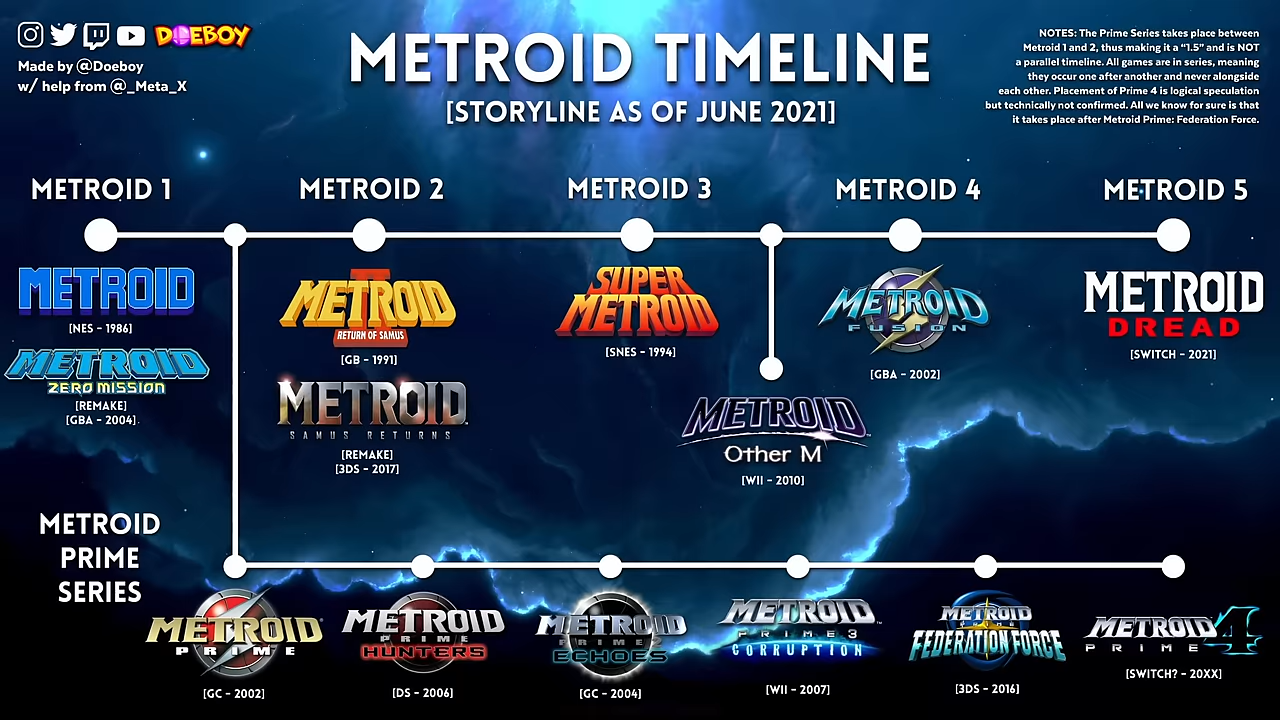 DOEBOY
Made by @Doeboy
w/ help from @_Meta_X
METROID TIMELINE
[STORYLINE AS OF JUNE 2021]
NOTES: The Prime Series takes place between
Metroid 1 and 2, thus making it a “1.5” and is NOT
a parallel timeline. All games are in series, meaning
they occur one after another and never alongside
each other. Placement of Prime 4 is logical speculation
but technically not confirmed. All we know for sure is that
it takes place after Metroid Prime: Federation Force.
METROID 1
METROID 2
METROID 3
METROID 4
METROID 5
METROID
[NES - 1986]
METROID
ZERO MISSION
[REMAKE]
[GBA - 2004]
METROID II
RETURN OF SAMUS
[GB - 1991]
METROID
SAMUS RETURNS
[REMAKE]
[3DS - 2017]
SUPER
METROID
[SNES - 1994]
METROID
Other M
[WII - 2010]
METROID
FUSION
[GBA - 2002]
METROID
DREAD
[SWITCH - 2021]
METROID
PRIME
SERIES
METROID
PRIME
[GC - 2002]
METROID
PRIME
HUNTERS
[DS - 2006]
METROID
PRIME 2
ECHOES
[GC - 2004]
METROID
PRIME 3
CORRUPTION
[WII - 2007]
METROID
PRIME
FEDERATION FORCE
[3DS - 2016]
METROID
PRIME 4
[SWITCH? - 20XX]